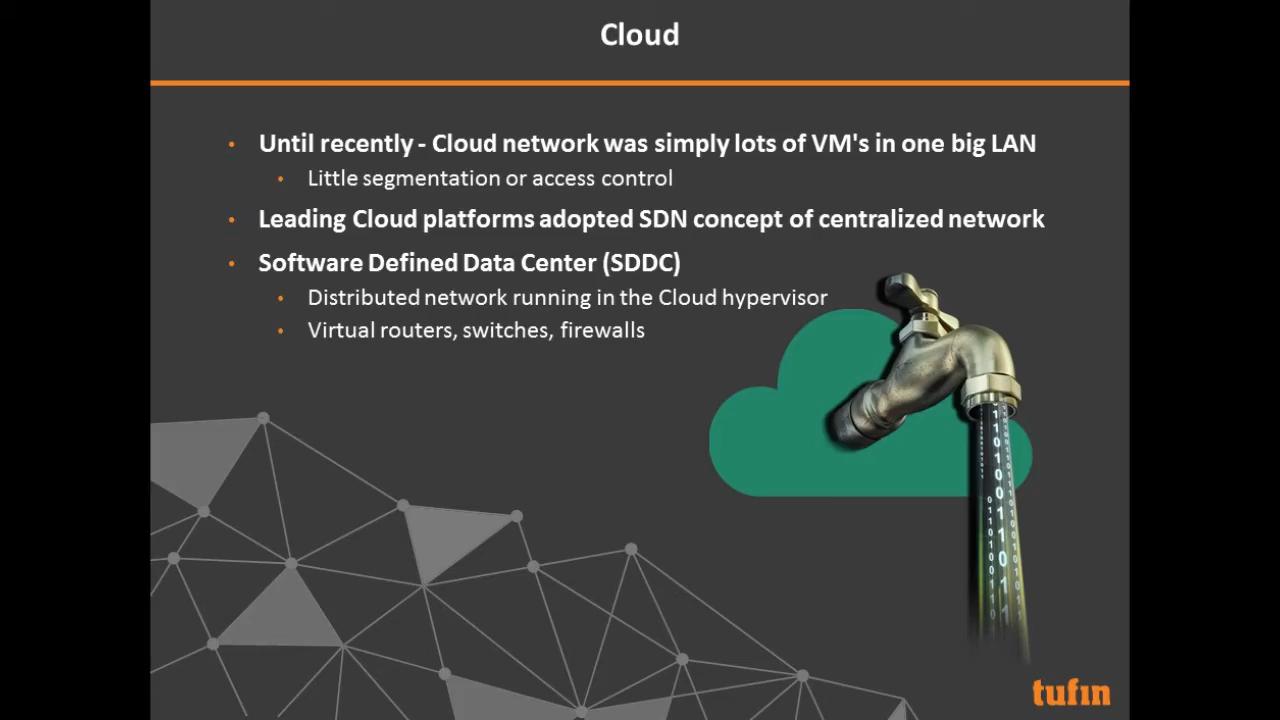 Cloud
Until recently - Cloud network was simply lots of VM's in one big LAN
Little segmentation or access control
Leading Cloud platforms adopted SDN concept of centralized network
Software Defined Data Center (SDDC)
Distributed network running in the Cloud hypervisor
Virtual routers, switches, firewalls
tufin